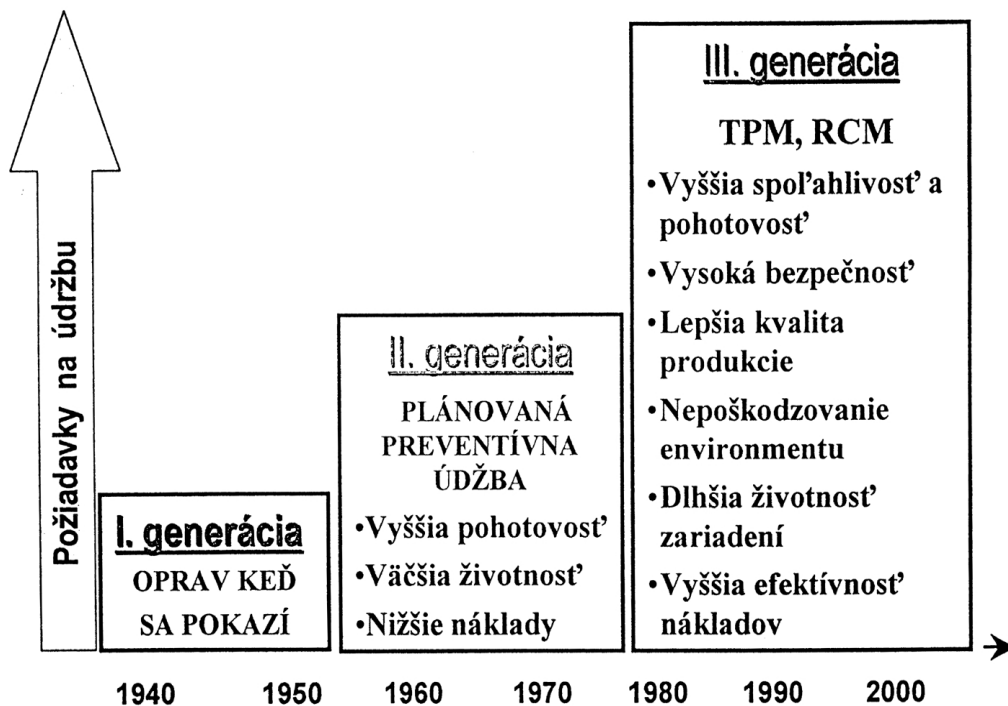 Požiadavky na údržbu
I. generácia
OPRAV KEĎ
SA POKAZÍ
II. generácia
PLÁNOVANÁ
PREVENTÍVNA
ÚDŽBA
•Vyššia pohotovosť
•Väčšia životnosť
•Nižšie náklady
III. generácia
TPM, RCM
•Vyššia spoľahlivosť a
pohotovosť
•Vysoká bezpečnosť
•Lepšia kvalita
produkcie
•Nepoškodzovanie
environmentu
•Dlhšia životnosť
zariadení
•Vyššia efektívnosť
nákladov
1940 1950 1960 1970 1980 1990 2000